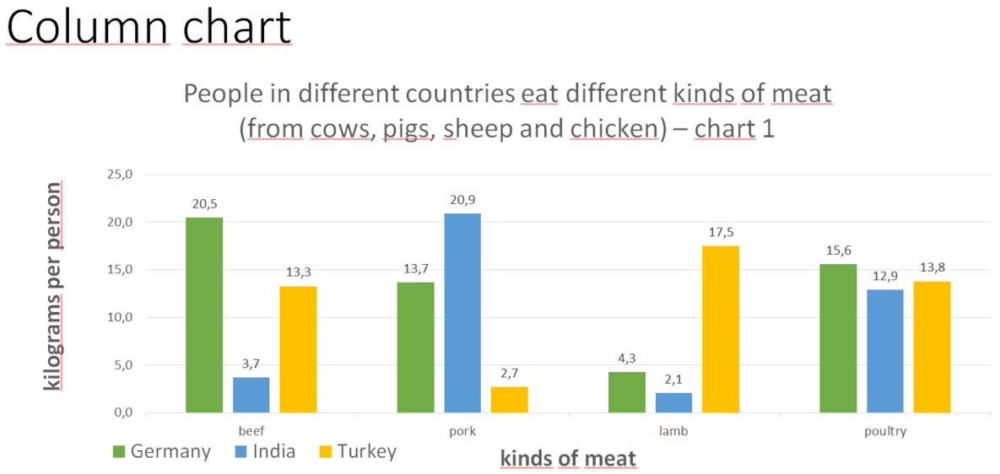 Column chart
People in different countries eat different kinds of meat
(from cows, pigs, sheep and chicken) – chart 1
kilograms per person
25,0
20,0
15,0
10,0
5,0
0,0
20,5
3,7
13,3
13,7
20,9
2,7
4,3
2,1
17,5
15,6
12,9
13,8
beef pork lamb poultry
Germany India Turkey
kinds of meat